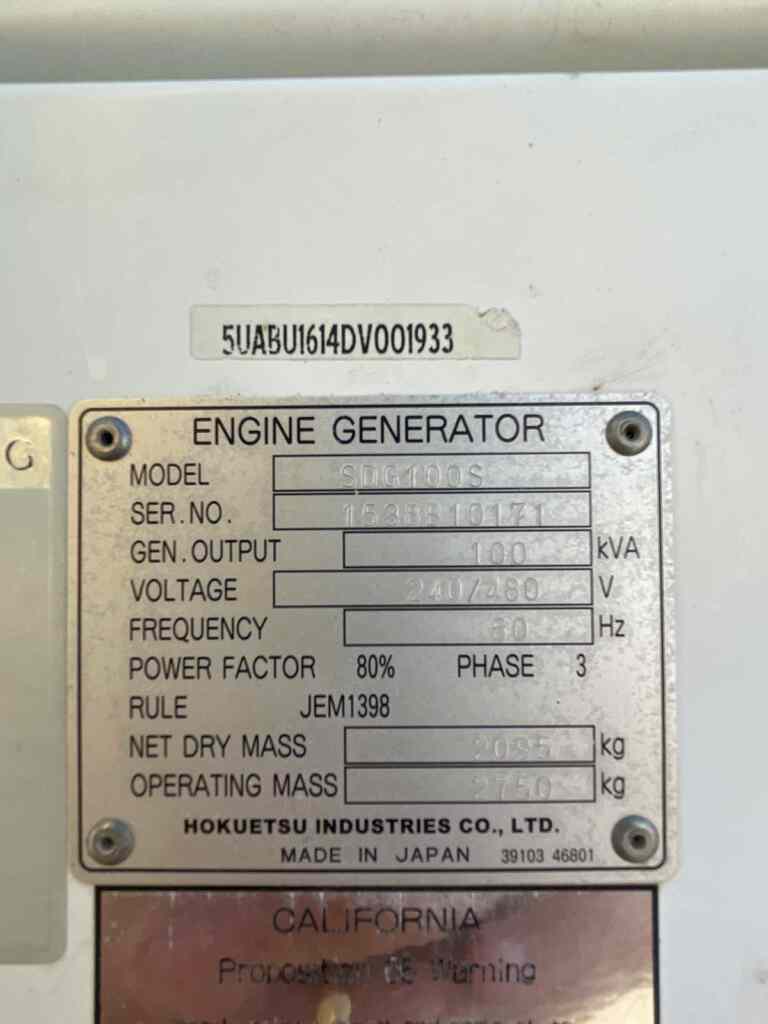 5UABU1614DV001933
G
ENGINE GENERATOR
MODEL SDG100S
SER.NO.
GEN.OUTPUT 100 kVA
VOLTAGE 240/480 V
FREQUENCY 60 Hz
POWER FACTOR 80% PHASE 3
RULE JEM1398
NET DRY MASS kg
OPERATING MASS 2750 kg
HOKUETSU INDUSTRIES CO., LTD.
MADE IN JAPAN 39103 46801
CALIFORNIA
Proposition 65 Warning